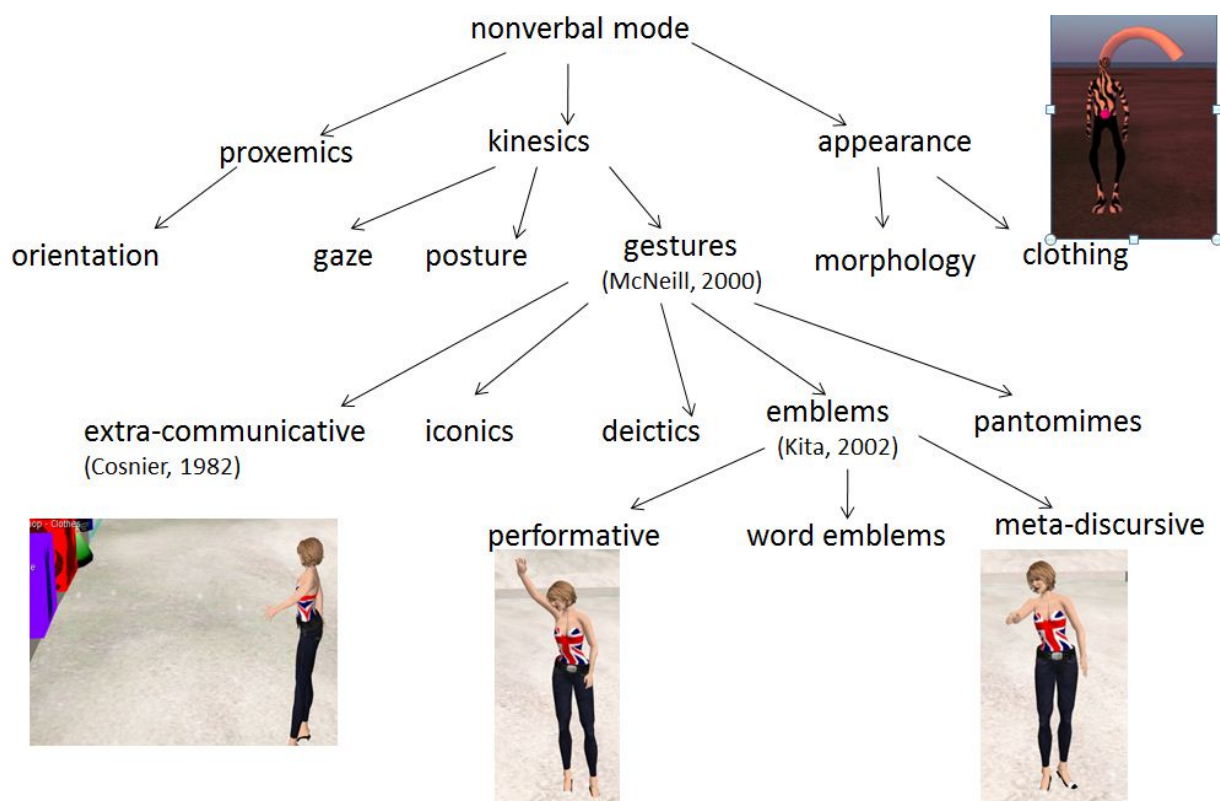 nonverbal mode
proxemics
kinesics
appearance
orientation
gaze
posture
gestures
(McNeill, 2000)
morphology
clothing
extra-communicative
(Cosnier, 1982)
iconics
deictics
emblems
(Kita, 2002)
pantomimes
performative
word emblems
meta-discursive
- Clothes